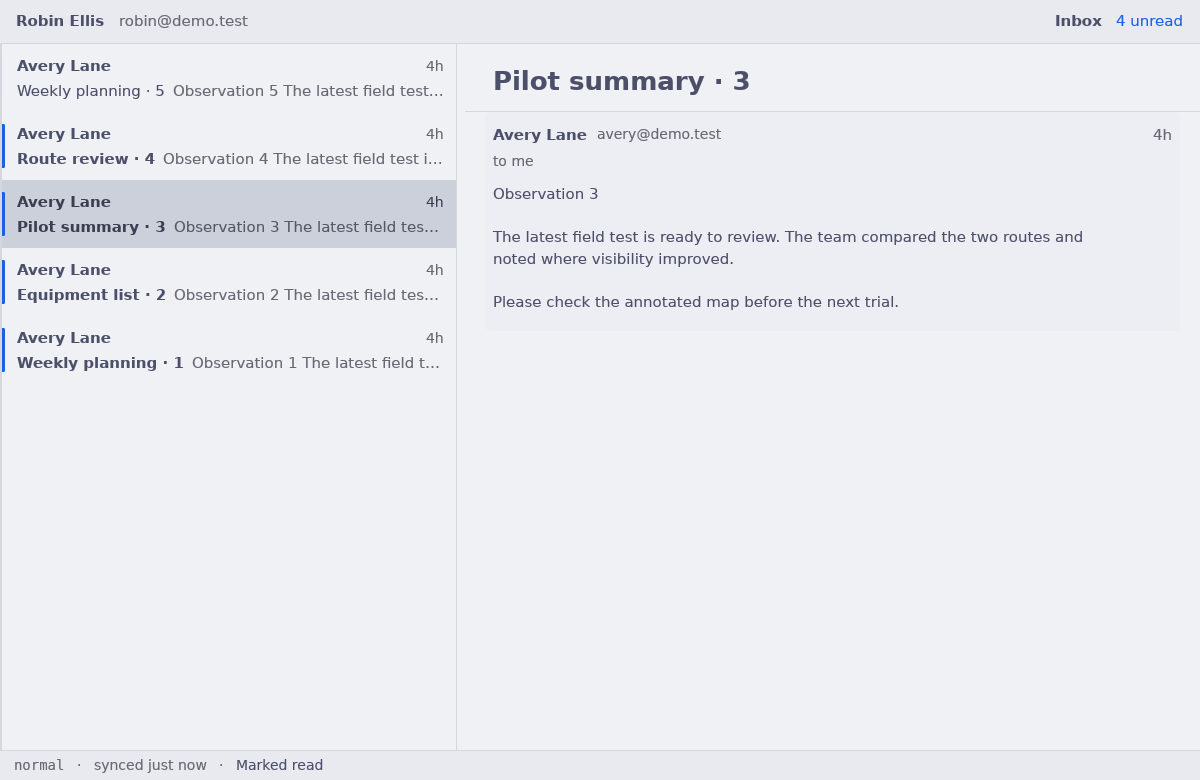 Robin Ellis robin@demo.test Inbox 4 unread
Avery Lane 4h
Weekly planning · 5 Observation 5 The latest field test…
Avery Lane 4h
Route review · 4 Observation 4 The latest field test i…
Avery Lane 4h
Pilot summary · 3 Observation 3 The latest field tes…
Avery Lane 4h
Equipment list · 2 Observation 2 The latest field tes…
Avery Lane 4h
Weekly planning · 1 Observation 1 The latest field t…
Pilot summary · 3
Avery Lane avery@demo.test 4h
to me
Observation 3
The latest field test is ready to review. The team compared the two routes and
noted where visibility improved.
Please check the annotated map before the next trial.
normal · synced just now · Marked read